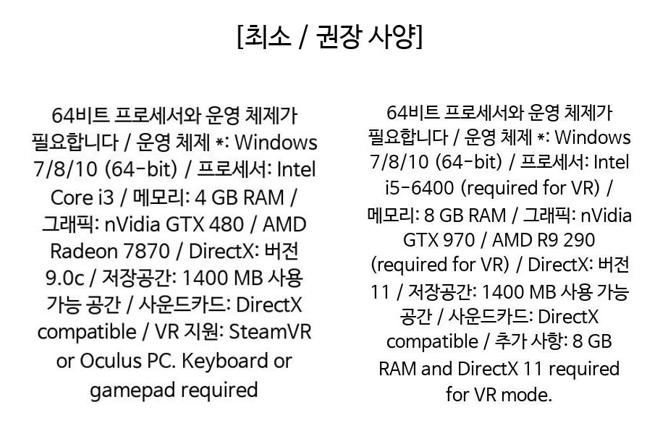 [최소 / 권장 사양]
64비트 프로세서와 운영 체제가
필요합니다 / 운영 체제 *: Windows
7/8/10 (64-bit) / 프로세서: Intel
Core i3 / 메모리: 4 GB RAM /
그래픽: nVidia GTX 480 / AMD
Radeon 7870 / DirectX: 버전
9.0c / 저장공간: 1400 MB 사용
가능 공간 / 사운드카드: DirectX
compatible / VR 지원: SteamVR
or Oculus PC. Keyboard or
gamepad required
64비트 프로세서와 운영 체제가
필요합니다 / 운영 체제 *: Windows
7/8/10 (64-bit) / 프로세서: Intel
i5-6400 (required for VR) /
메모리: 8 GB RAM / 그래픽: nVidia
GTX 970 / AMD R9 290
(required for VR) / DirectX: 버전
11 / 저장공간: 1400 MB 사용 가능
공간 / 사운드카드: DirectX
compatible / 추가 사항: 8 GB
RAM and DirectX 11 required
for VR mode.